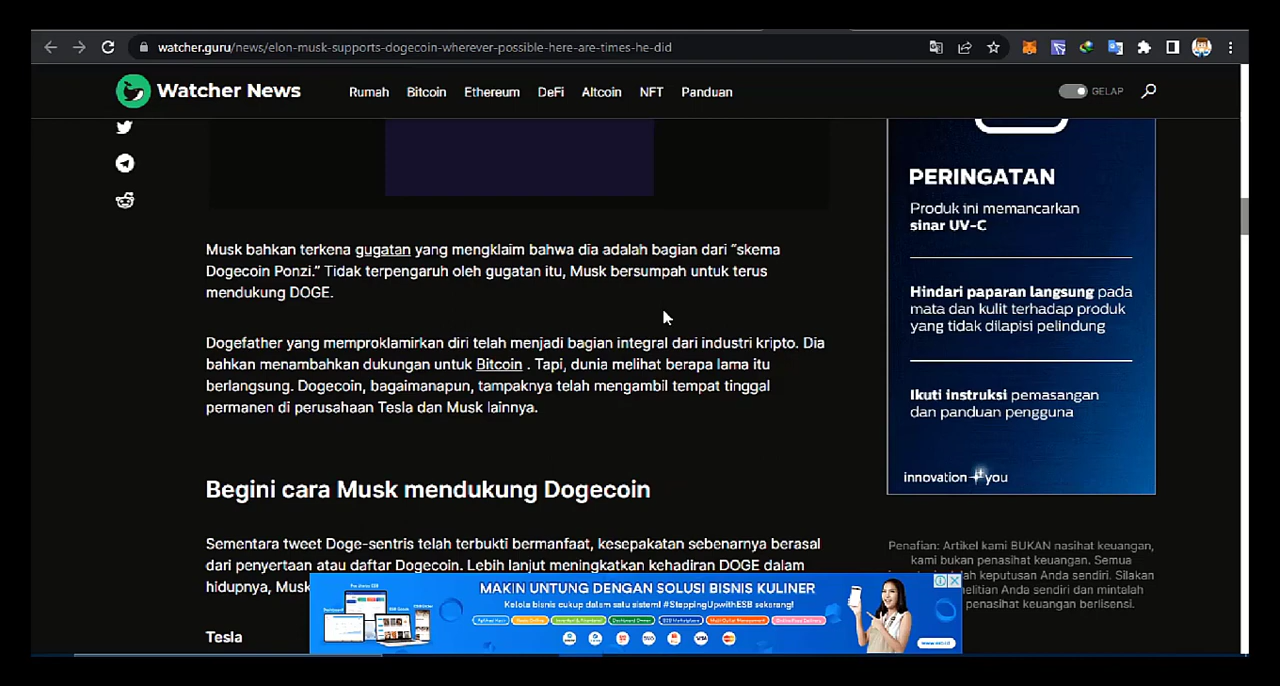 watcher.guru/news/elon-musk-supports-dogecoin-wherever-possible-here-are-times-he-did
Watcher News
Rumah Bitcoin Ethereum DeFi Altcoin NFT Panduan
GELAP
Musk bahkan terkena gugatan yang mengklaim bahwa dia adalah bagian dari “skema
Dogecoin Ponzi.” Tidak terpengaruh oleh gugatan itu, Musk bersumpah untuk terus
mendukung DOGE.
Dogefather yang memproklamirkan diri telah menjadi bagian integral dari industri kripto. Dia
bahkan menambahkan dukungan untuk Bitcoin . Tapi, dunia melihat berapa lama itu
berlangsung. Dogecoin, bagaimanapun, tampaknya telah mengambil tempat tinggal
permanen di perusahaan Tesla dan Musk lainnya.
Begini cara Musk mendukung Dogecoin
Sementara tweet Doge-sentris telah terbukti bermanfaat, kesepakatan sebenarnya berasal
dari penyertaan atau daftar Dogecoin. Lebih lanjut meningkatkan kehadiran DOGE dalam
hidupnya, Musk
Tesla
PERINGATAN
Produk ini memancarkan
sinar UV-C
Hindari paparan langsung pada
mata dan kulit terhadap produk
yang tidak dilapisi pelindung
Ikuti instruksi pemasangan
dan panduan pengguna
innovation you
Penafian: Artikel kami BUKAN nasihat keuangan,
kami bukan penasihat keuangan. Semua
keputusan Anda sendiri. Silakan
mintalah
penasihat keuangan berlisensi.
MAKIN UNTUNG DENGAN SOLUSI BISNIS KULINER
Kelola bisnis cukup dalam satu sistem! #SteppingUpwithESB sekarang!